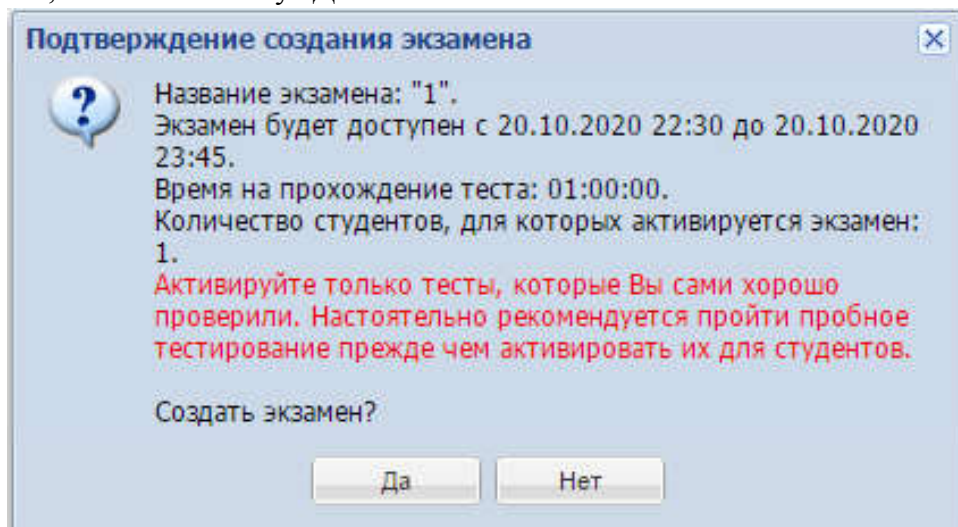 Подтверждение создания экзамена
Название экзамена: "1".
Экзамен будет доступен с 20.10.2020 22:30 до 20.10.2020
23:45.
Время на прохождение теста: 01:00:00.
Количество студентов, для которых активируется экзамен:
1.
Активируйте только тесты, которые Вы сами хорошо
проверили. Настоятельно рекомендуется пройти пробное
тестирование прежде чем активировать их для студентов.
Создать экзамен?
Да Нет